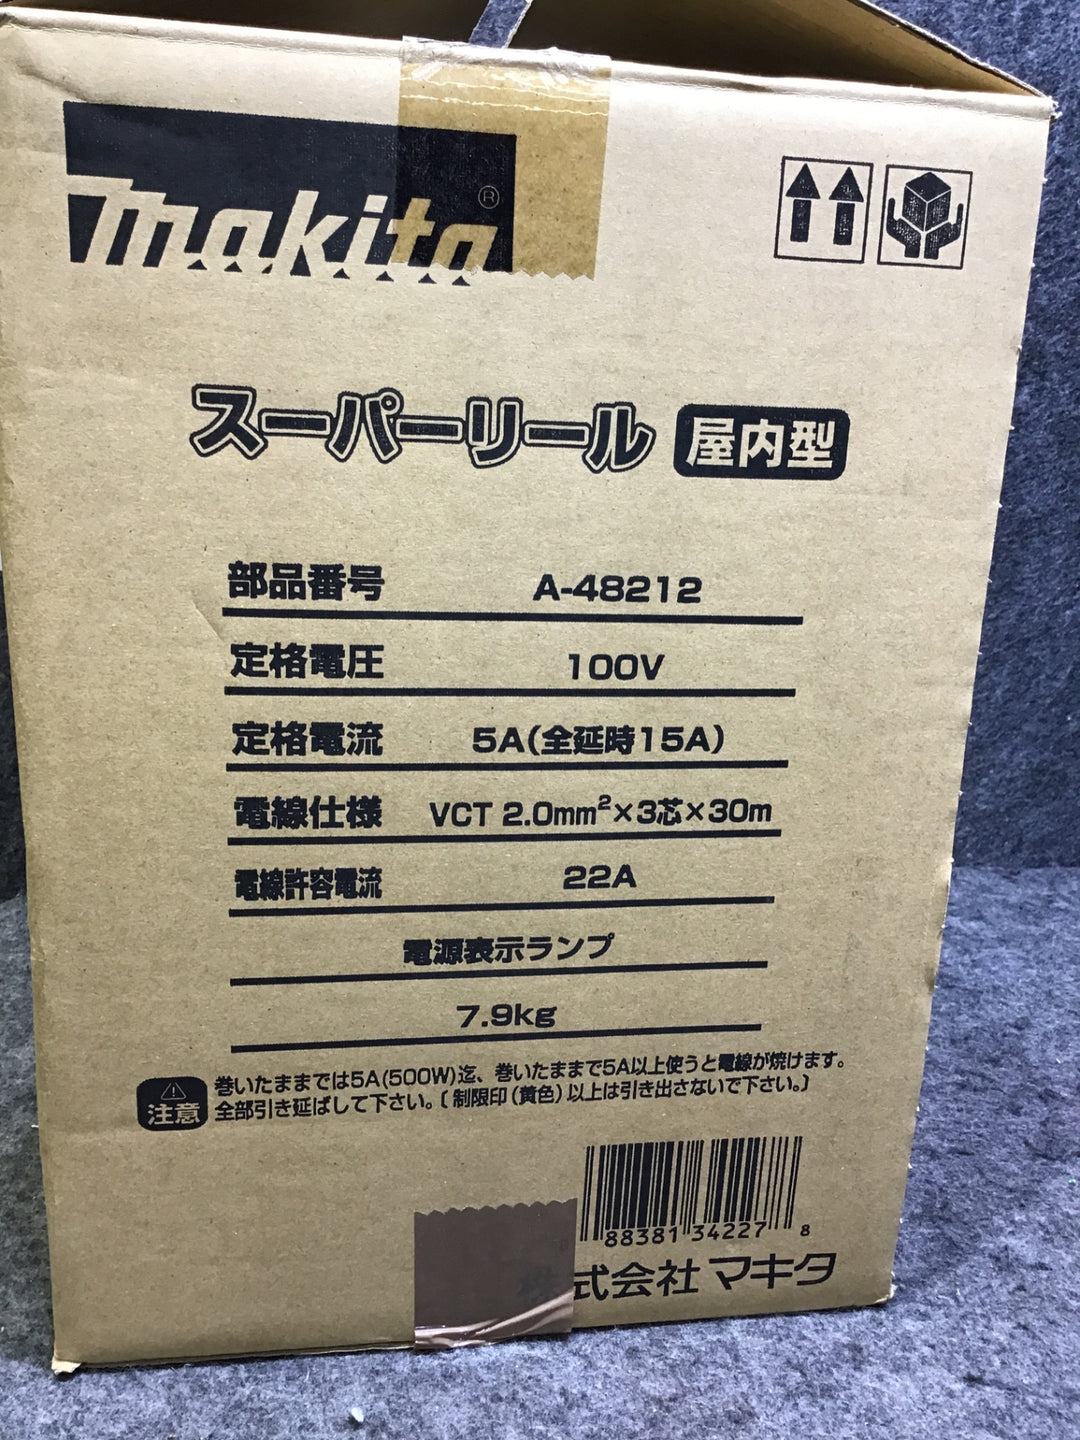 makita®
スーパーリール 屋内型
部品番号 A-48212
定格電圧 100V
定格電流 5A(全延時15A)
電線仕様 VCT 2.0mm²×3芯×30m
電線許容電流 22A
電源表示ランプ
7.9kg
注意
巻いたままでは5A(500W)迄、巻いたままで5A以上使うと電線が焼けます。
全部引き延ばして下さい。〔制限印(黄色)以上は引き出さないで下さい。〕
88381 34227 8
株式会社 マキタ